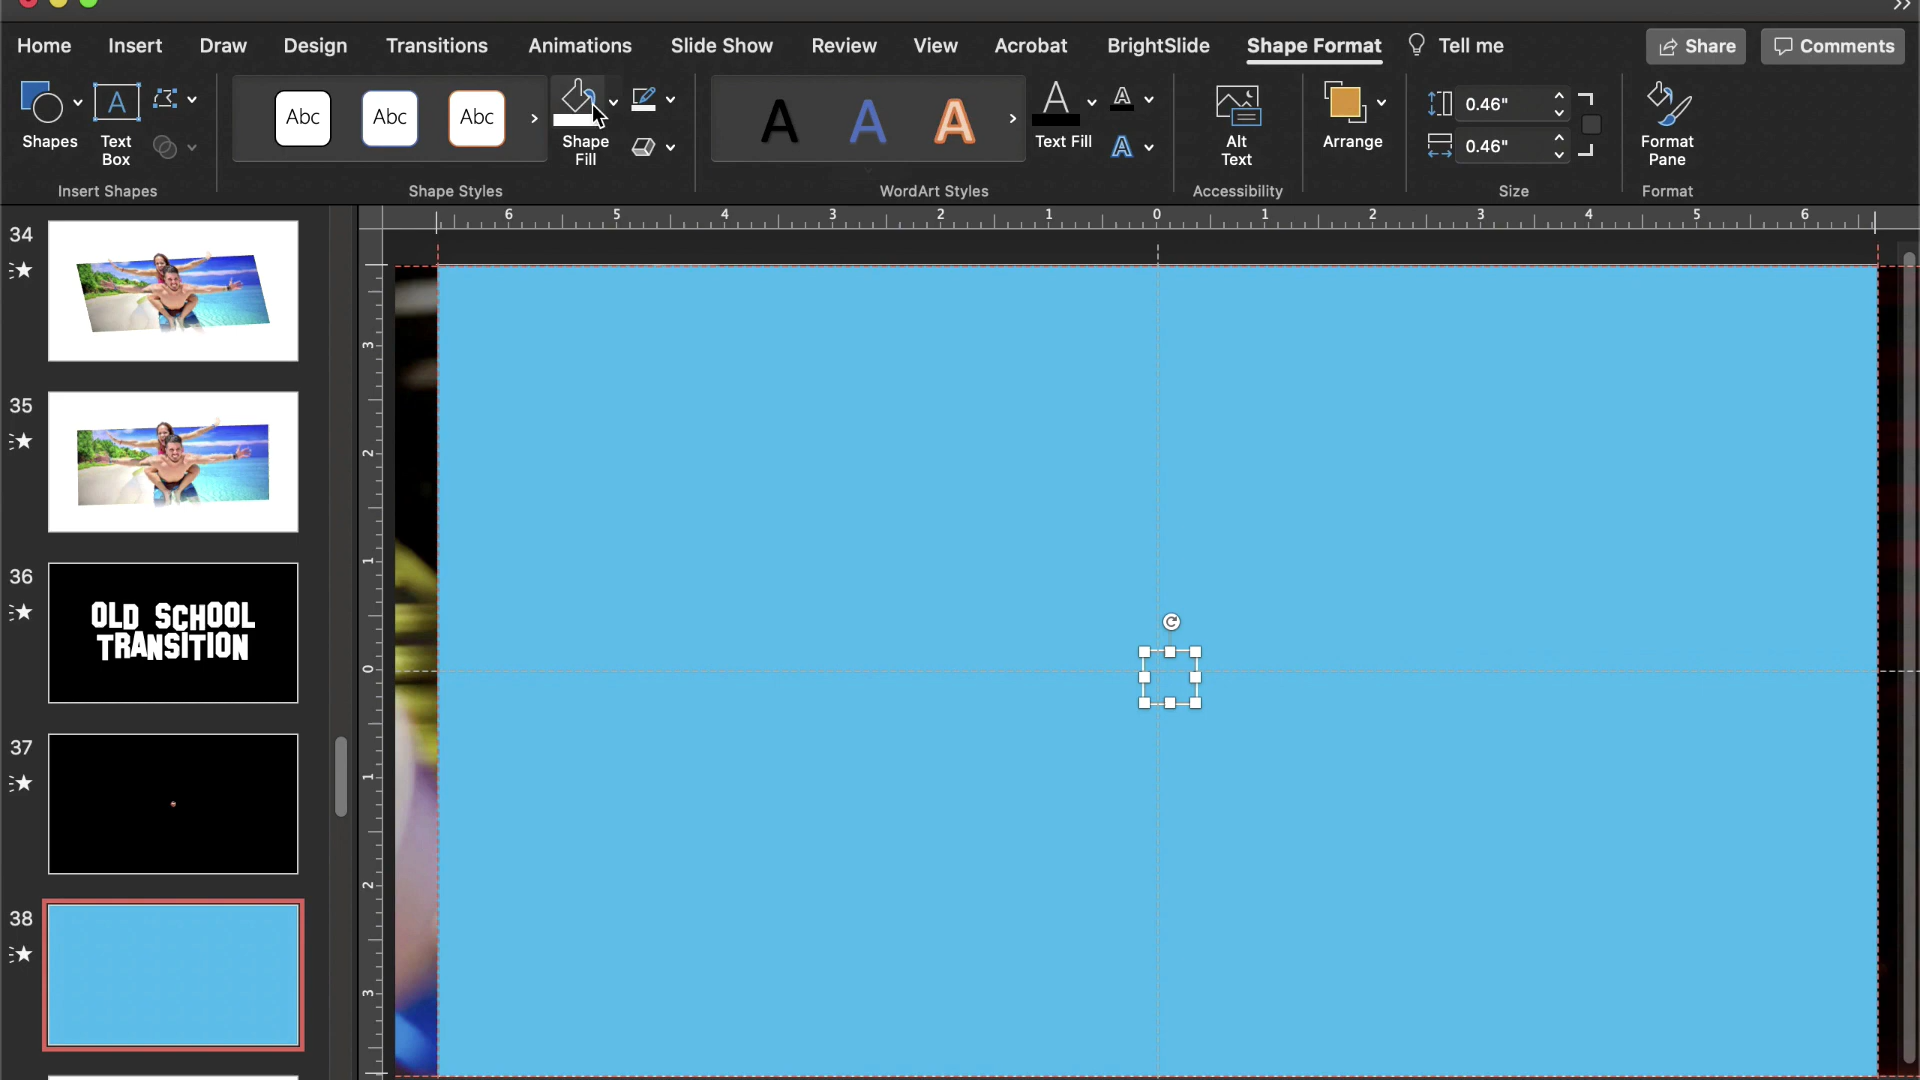 Home Insert Draw Design Transitions Animations Slide Show Review View Acrobat BrightSlide Shape Format Tell me Share Comments
Shapes
Text
Box
Insert Shapes
Abc Abc Abc
Shape
Fill
Shape Styles
A A A
Text Fill
WordArt Styles
Alt
Text
Accessibility
Arrange
0.46"
0.46"
Size
Format
Pane
Format
6 5 4 3 2 1 0 1 2 3 4 5 6
3
2
1
0
1
2
3
34
35
36
OLD SCHOOL
TRANSITION
37
38